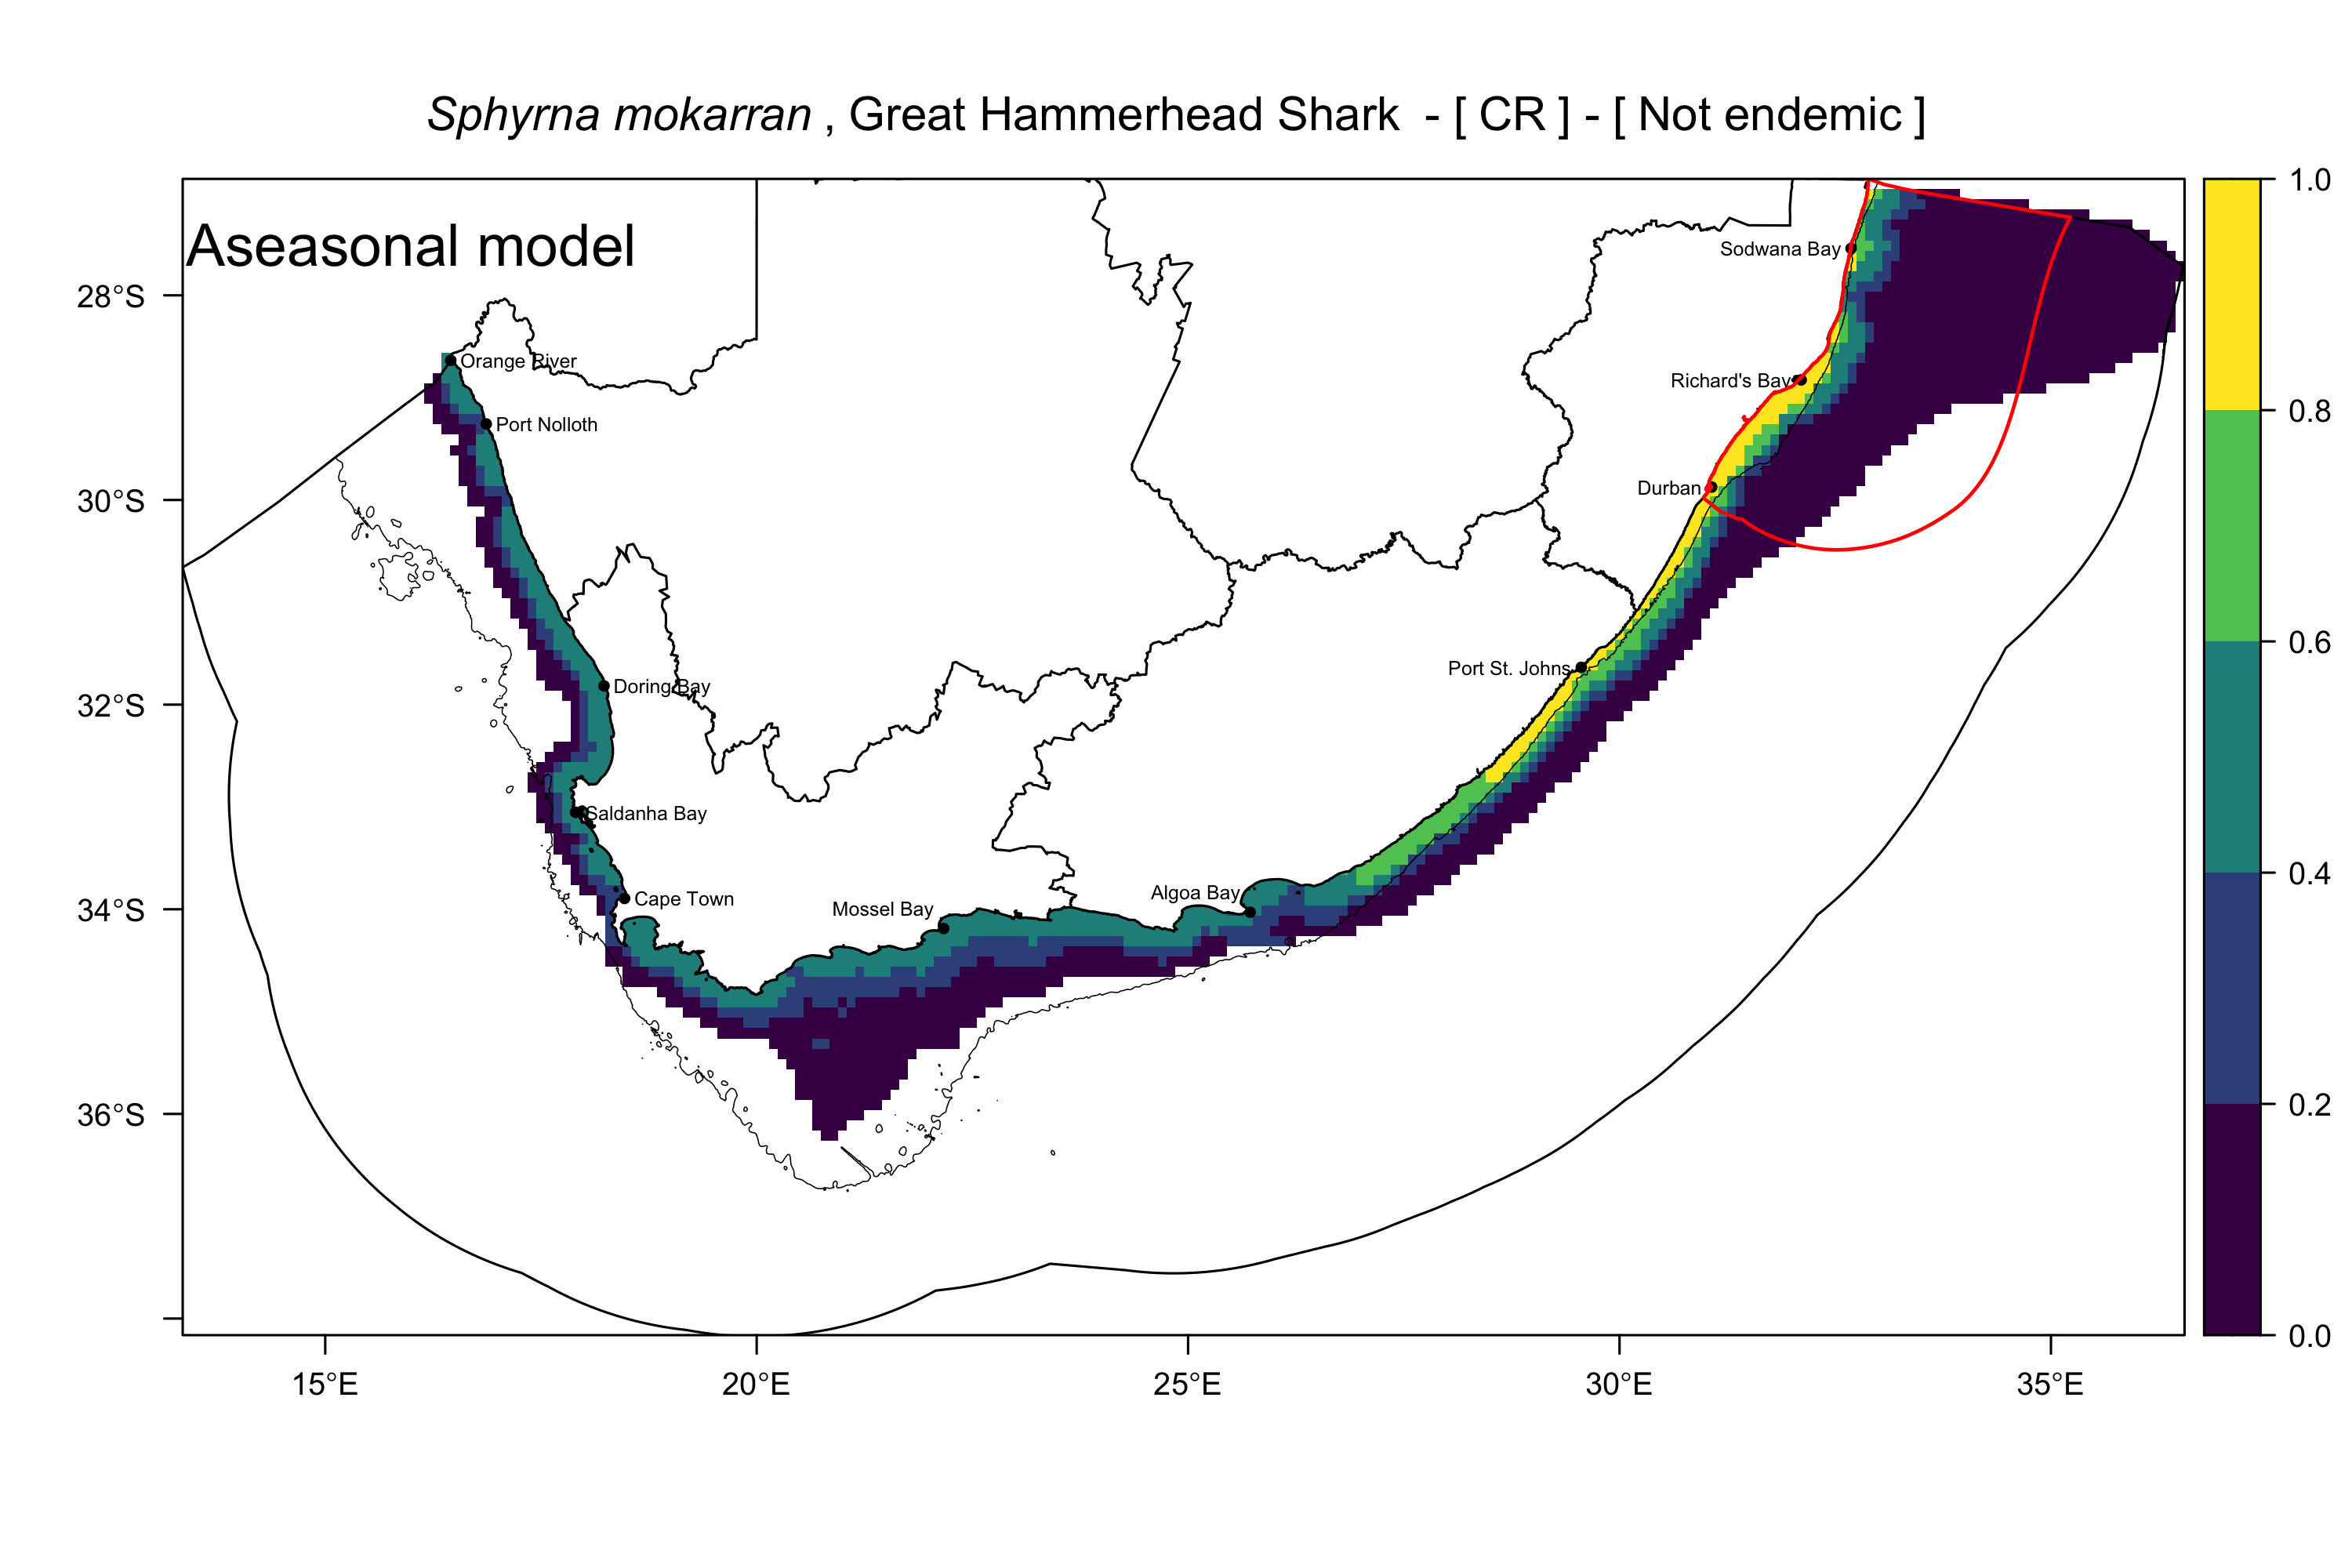 Sphyrna mokarran , Great Hammerhead Shark - [ CR ] - [ Not endemic ]
Aseasonal model
1.0
0.8
0.6
0.4
0.2
0.0
28°S
30°S
32°S
34°S
36°S
Sodwana Bay
Orange River
Richard's Bay
Port Nolloth
Durban
Port St. Johns
Doring Bay
Saldanha Bay
Algoa Bay
Cape Town
Mossel Bay
15°E
20°E
25°E
30°E
35°E